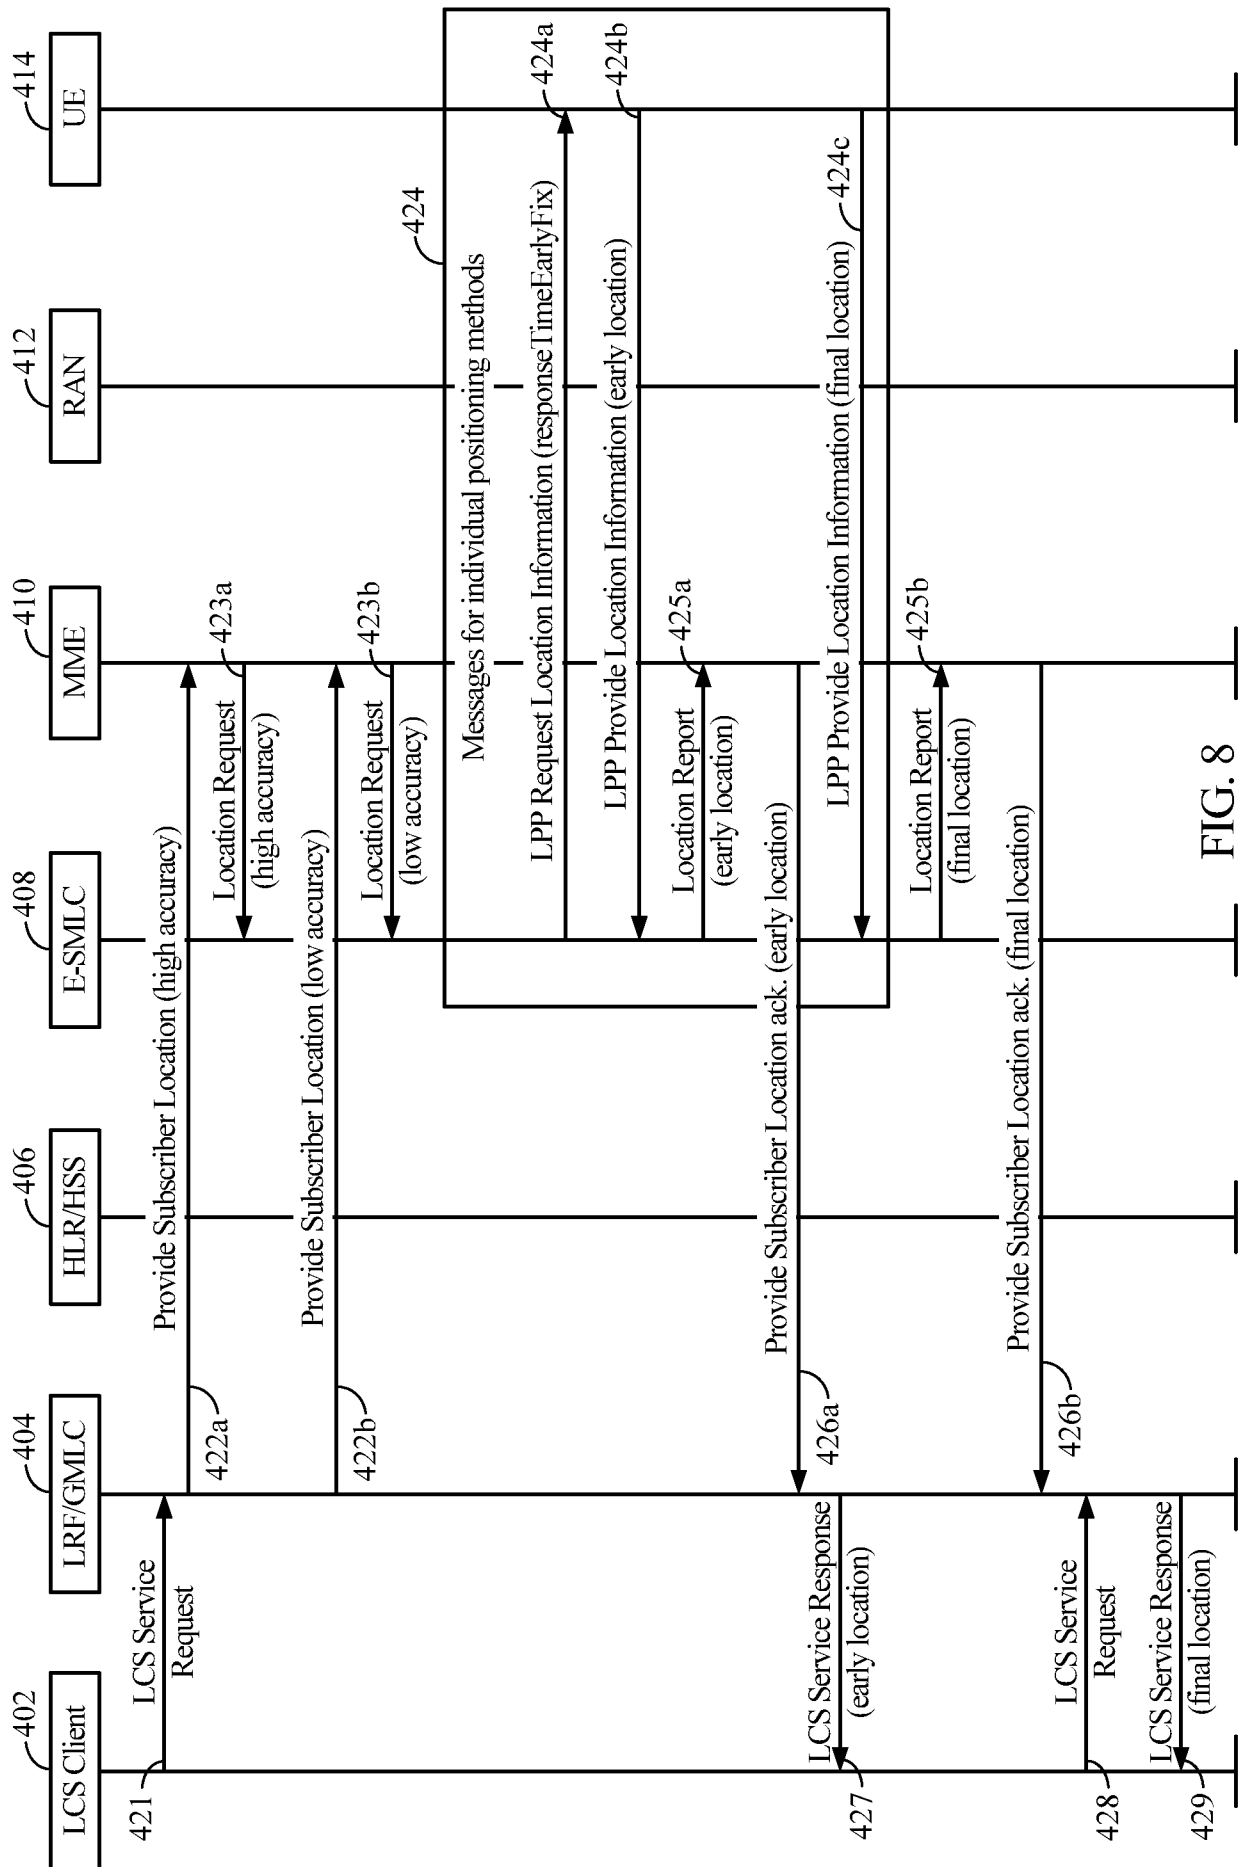 402
LCS Client
404
LRF/GMLC
406
HLR/HSS
408
E-SMLC
410
MME
412
RAN
414
UE
421
LCS Service
Request
Provide Subscriber Location (high accuracy)
422a
423a
Location Request
(high accuracy)
Provide Subscriber Location (low accuracy)
422b
423b
Location Request
(low accuracy)
424
Messages for individual positioning methods
LPP Request Location Information (responseTimeEarlyFix)
424a
LPP Provide Location Information (early location)
424b
Location Report
(early location)
425a
Provide Subscriber Location ack. (early location)
426a
LCS Service Response
(early location)
427
LPP Provide Location Information (final location)
424c
Location Report
(final location)
425b
Provide Subscriber Location ack. (final location)
426b
LCS Service
Request
428
LCS Service Response
(final location)
429
FIG. 8